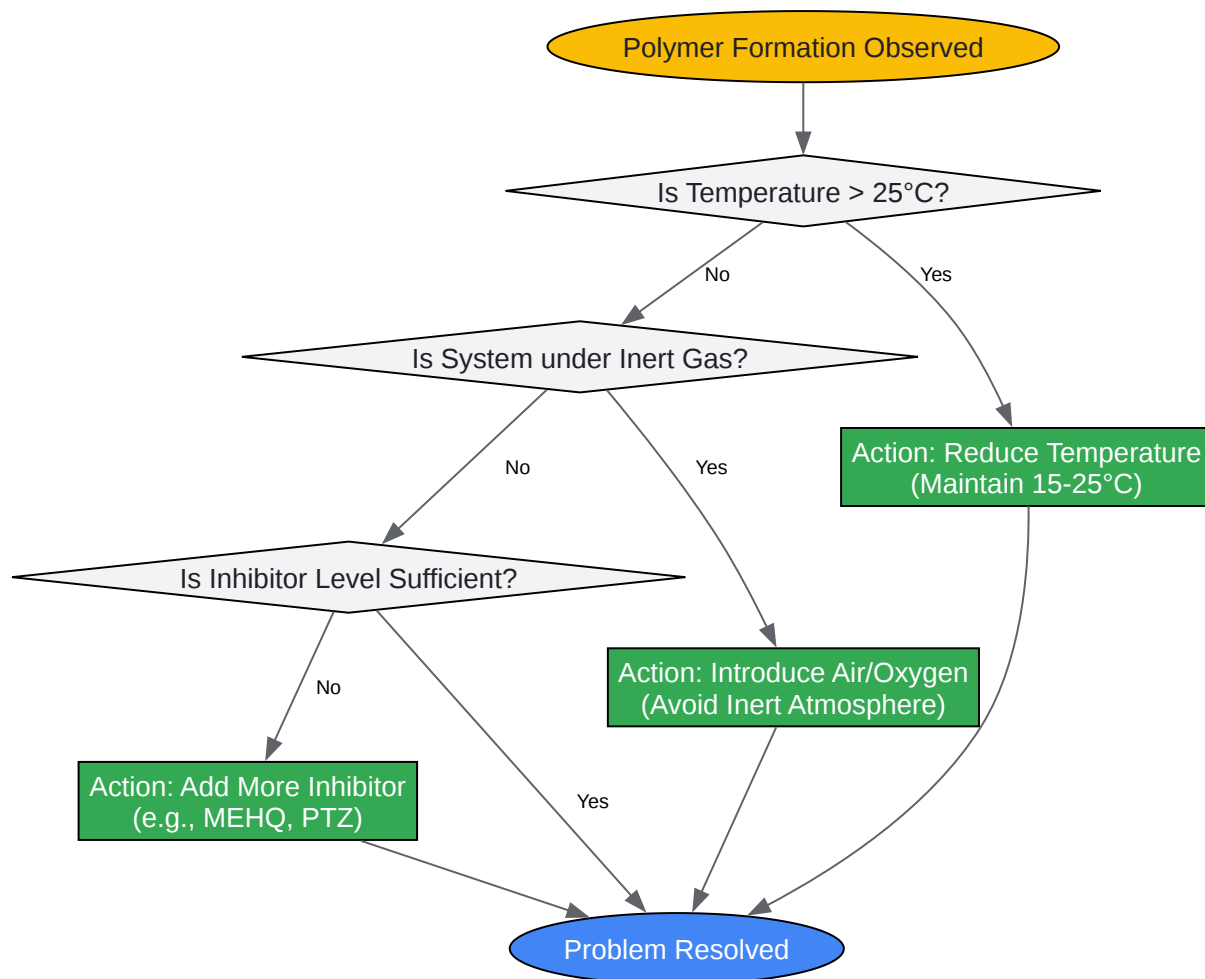 Polymer Formation Observed
Is Temperature > 25°C?
No
Yes
Is System under Inert Gas?
Action: Reduce Temperature
(Maintain 15-25°C)
No
Yes
Is Inhibitor Level Sufficient?
Action: Introduce Air/Oxygen
(Avoid Inert Atmosphere)
No
Action: Add More Inhibitor
(e.g., MEHQ, PTZ)
Yes
Problem Resolved